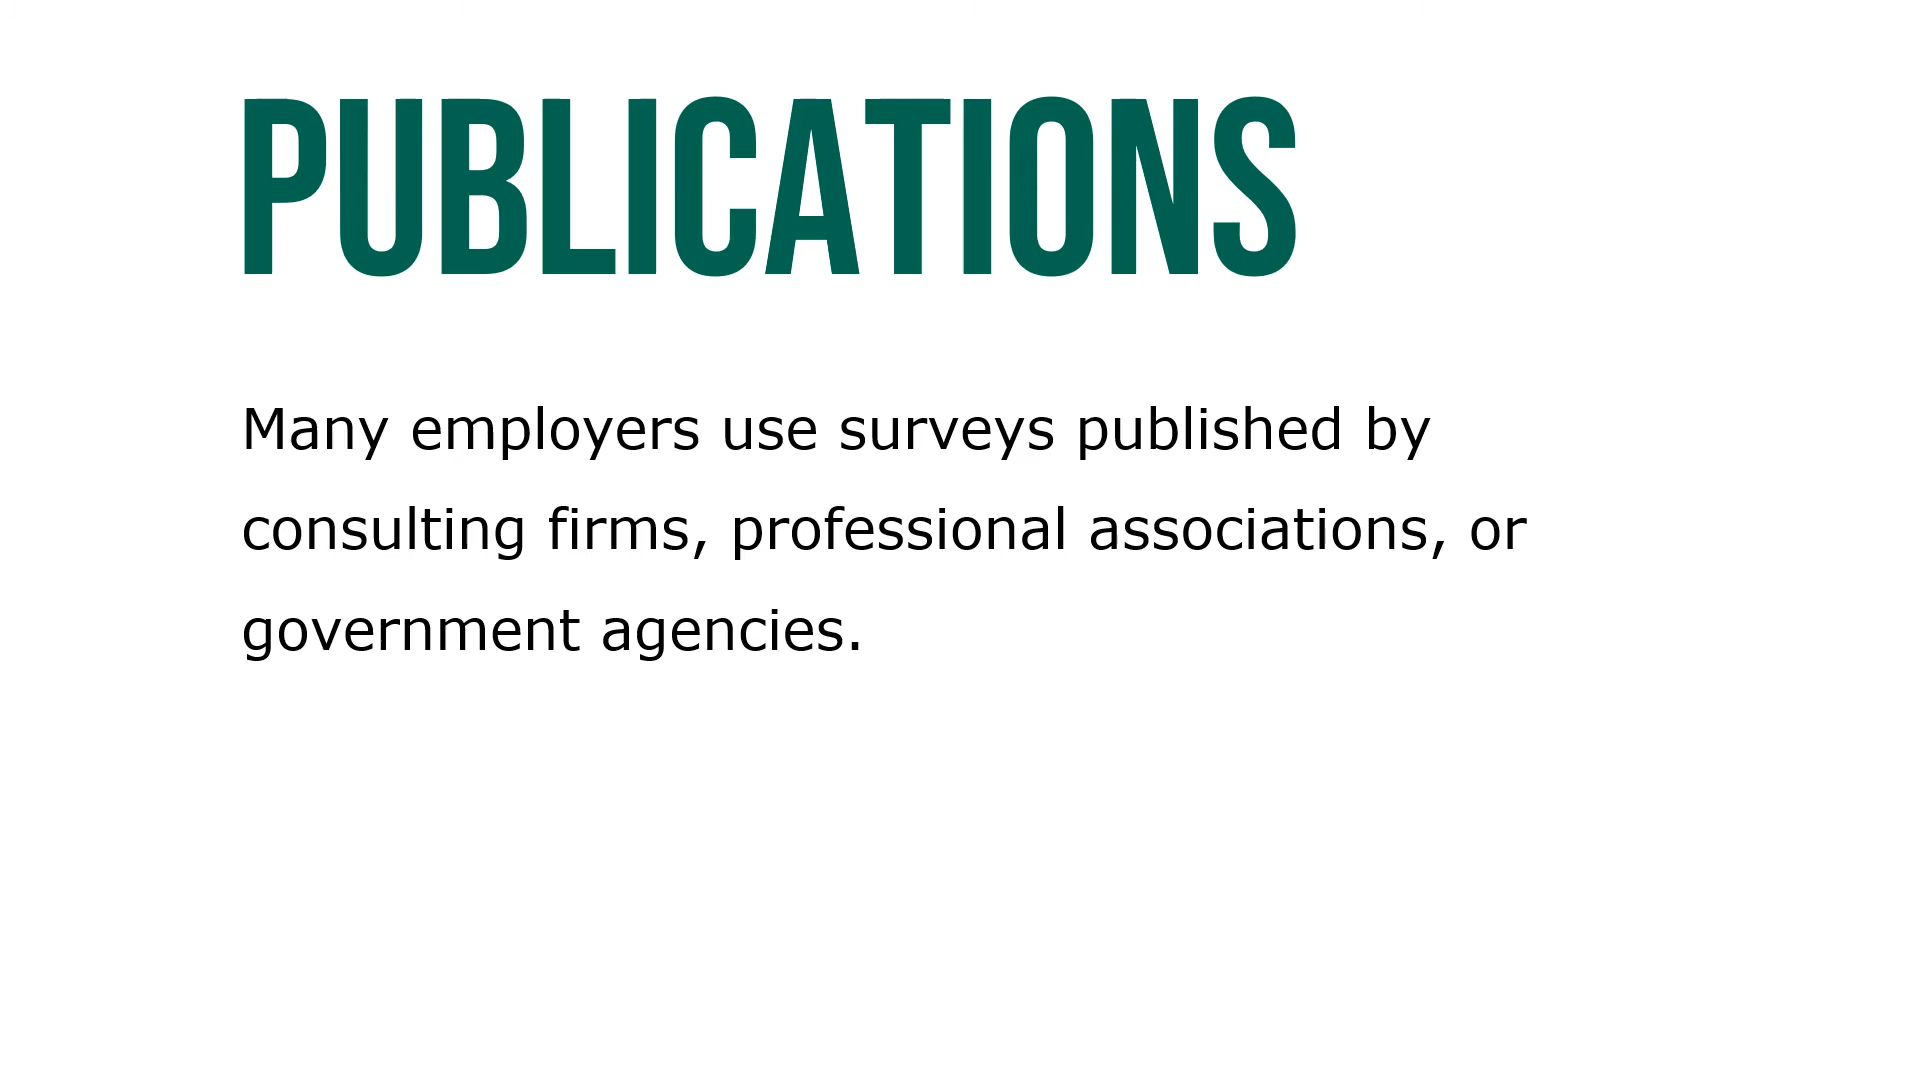 PUBLICATIONS
Many employers use surveys published by
consulting firms, professional associations, or
government agencies.